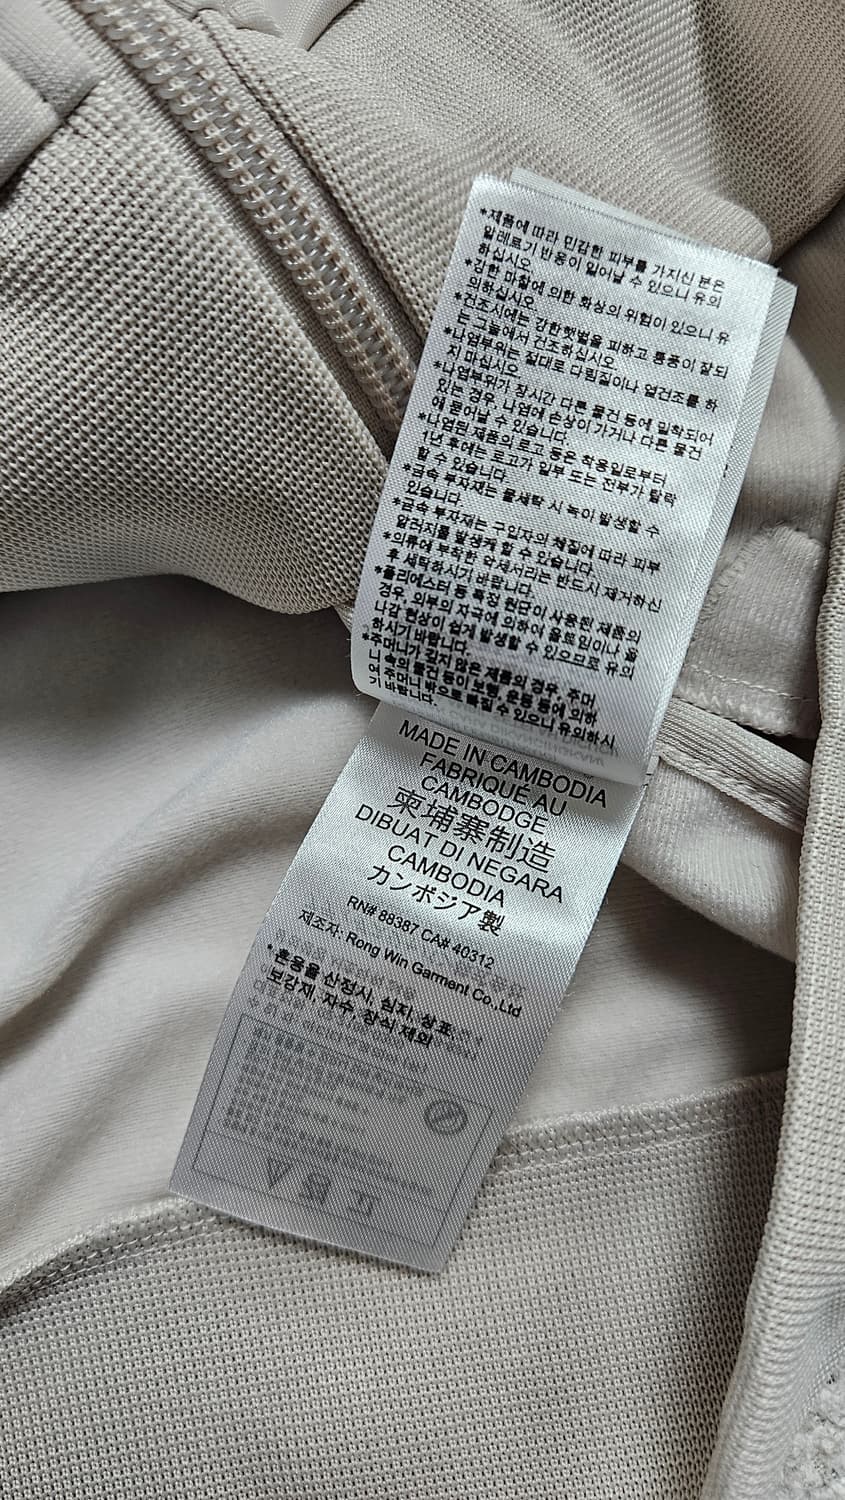 *제품에 따라 민감한 피부를 가지신 분은
알레르기 반응이 일어날 수 있으니 유의
하십시오
*강한 마찰에 의한 화상의 위험이 있으니 유
의하십시오
*건조시에는 강한햇볕을 피하고 통풍이 잘되
는 그늘에서 건조하십시오
*나염부위는 절대로 다림질이나 열건조를 하
지 마십시오
*나염부위가 장시간 다른 물건 등에 밀착되어
있는 경우, 나염에 손상이 가거나 다른 물건
에 묻어날 수 있습니다
*나염된 제품의 로고 등은 착용일로부터
1년 후에는 로고가 일부 또는 전부가 탈락
할 수 있습니다.
*금속 부자재는 물세탁 시 녹이 발생할 수
있습니다
*금속 부자재는 구입자의 체질에 따라 피부
알러지를 발생케 할 수 있습니다.
*의류에 부착한 악세서리는 반드시 제거하신
후 세탁하시기 바랍니다.
*폴리에스터 등 특정 원단이 사용된 제품의
경우, 외부의 자극에 의하여 올트임이나 올
나감 현상이 쉽게 발생할 수 있으므로 유의
하시기 바랍니다.
*주머니가 깊지 않은 제품의 경우, 주머
니 속의 물건 등이 보행, 운동 등에 의하
여 주머니 밖으로 빠질 수 있으니 유의하시
기 바랍니다.
MADE IN CAMBODIA
FABRIQUÉ AU
CAMBODGE
柬埔寨制造
DIBUAT DI NEGARA
CAMBODIA
カンボジア製
RN# 88387 CA# 40312
제조자: Rong Win Garment Co.,Ltd
*혼용율 산정시, 심지, 상표,
보강재, 자수, 장식 제외